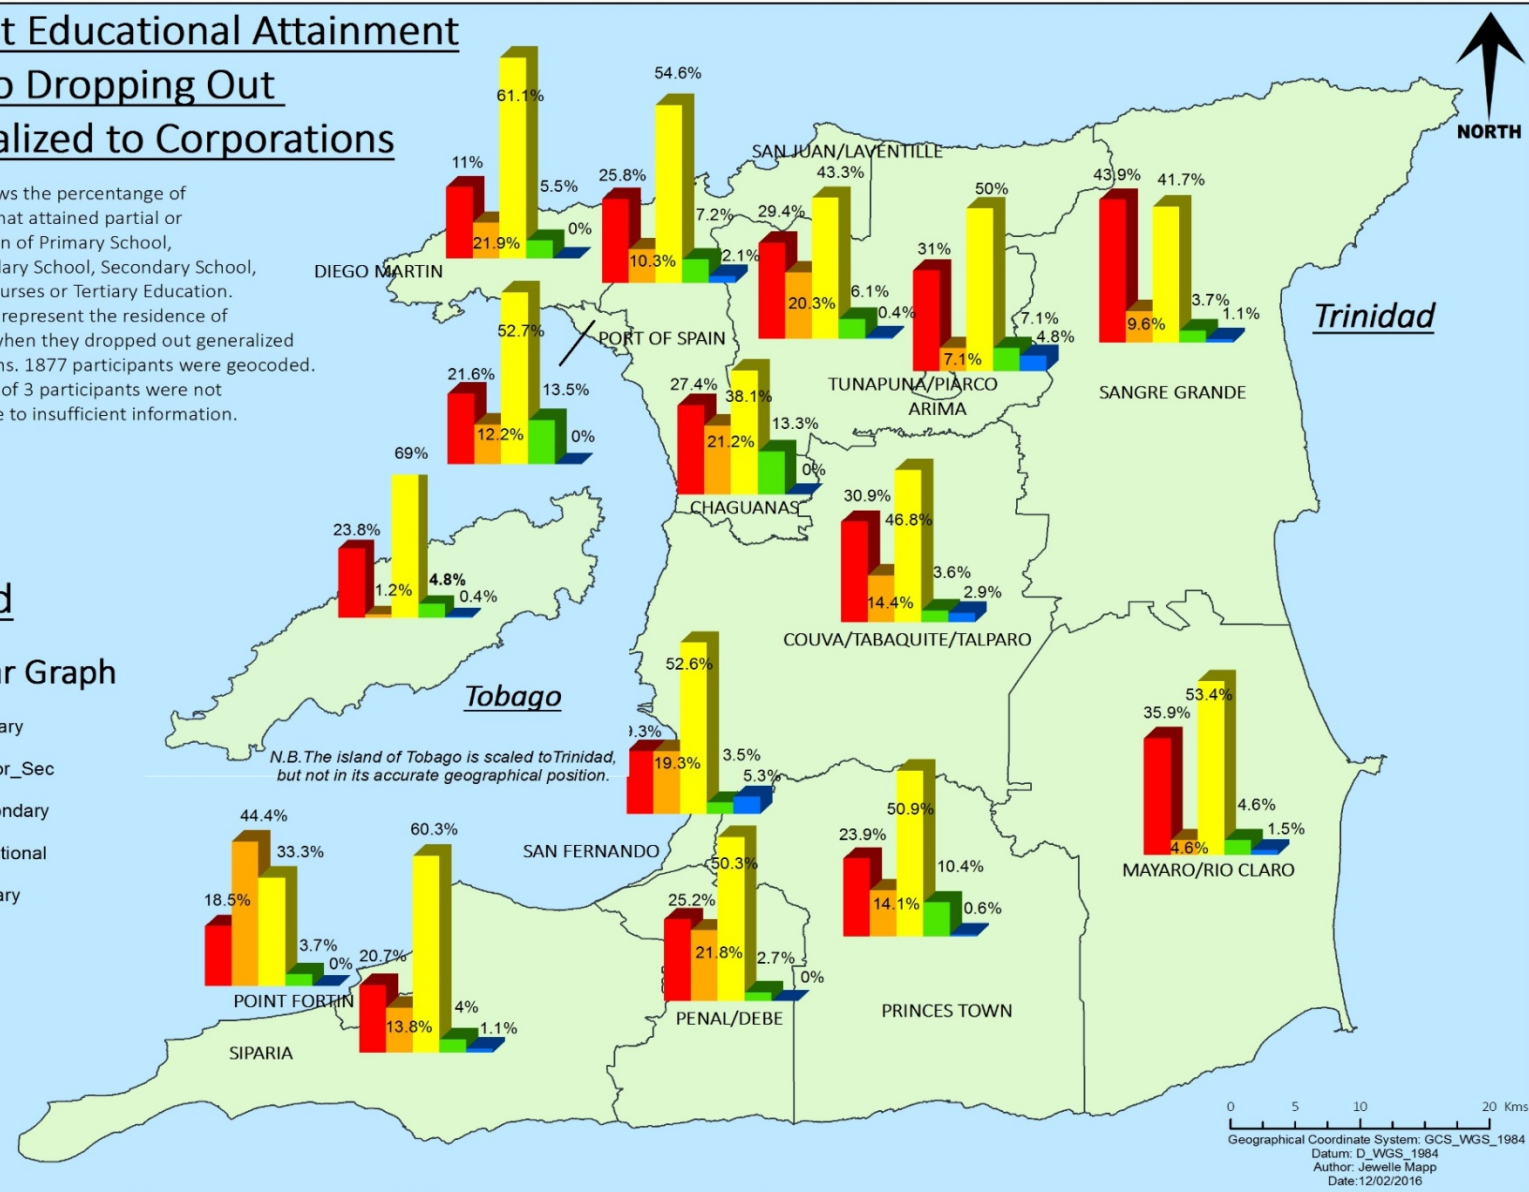 t Educational Attainment
o Dropping Out
alized to Corporations
ws the percentage of
hat attained partial or
n of Primary School,
dary School, Secondary School,
urses or Tertiary Education.
represent the residence of
when they dropped out generalized
ns. 1877 participants were geocoded.
of 3 participants were not
e to insufficient information.
NORTH
Trinidad
61.1%
11%
21.9%
5.5%
0%
DIEGO MARTIN
54.6%
25.8%
10.3%
7.2%
2.1%
SAN JUAN/LAVENTILLE
43.3%
29.4%
20.3%
6.1%
0.4%
50%
31%
7.1%
7.1%
4.8%
TUNAPUNA/PIARCO
ARIMA
43.9%
41.7%
9.6%
3.7%
1.1%
SANGRE GRANDE
52.7%
21.6%
12.2%
13.5%
0%
PORT OF SPAIN
27.4%
38.1%
21.2%
13.3%
0%
CHAGUANAS
69%
23.8%
1.2%
4.8%
0.4%
Tobago
N.B.The island of Tobago is scaled toTrinidad,
but not in its accurate geographical position.
30.9%
46.8%
14.4%
3.6%
2.9%
COUVA/TABAQUITE/TALPARO
52.6%
9.3%
19.3%
3.5%
5.3%
SAN FERNANDO
53.4%
35.9%
4.6%
4.6%
1.5%
MAYARO/RIO CLARO
50.9%
23.9%
14.1%
10.4%
0.6%
PRINCES TOWN
50.3%
25.2%
21.8%
2.7%
0%
PENAL/DEBE
44.4%
33.3%
18.5%
3.7%
0%
POINT FORTIN
60.3%
20.7%
13.8%
4%
1.1%
SIPARIA
d
ar Graph
ary
or_Sec
ondary
tional
ary
0 5 10 20 Kms
Geographical Coordinate System: GCS_WGS_1984
Datum: D_WGS_1984
Author: Jewelle Mapp
Date:12/02/2016